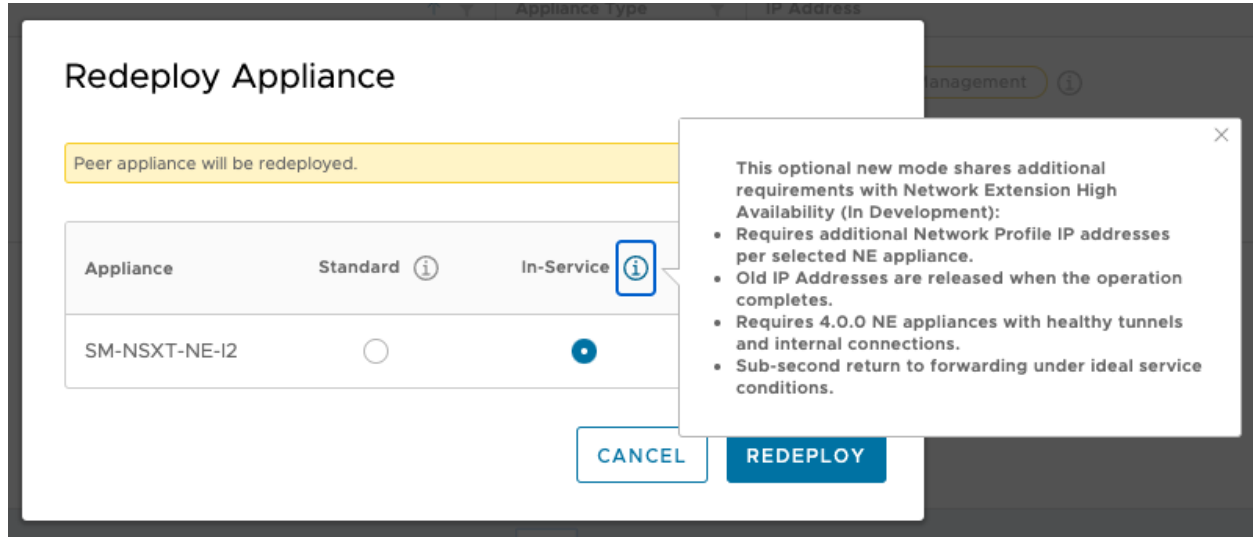 Appliance Type
IP Address
Redeploy Appliance
anagement
Peer appliance will be redeployed.
This optional new mode shares additional
requirements with Network Extension High
Availability (In Development):
• Requires additional Network Profile IP addresses
per selected NE appliance.
• Old IP Addresses are released when the operation
completes.
• Requires 4.0.0 NE appliances with healthy tunnels
and internal connections.
• Sub-second return to forwarding under ideal service
conditions.
Appliance
Standard
In-Service
SM-NSXT-NE-I2
CANCEL
REDEPLOY